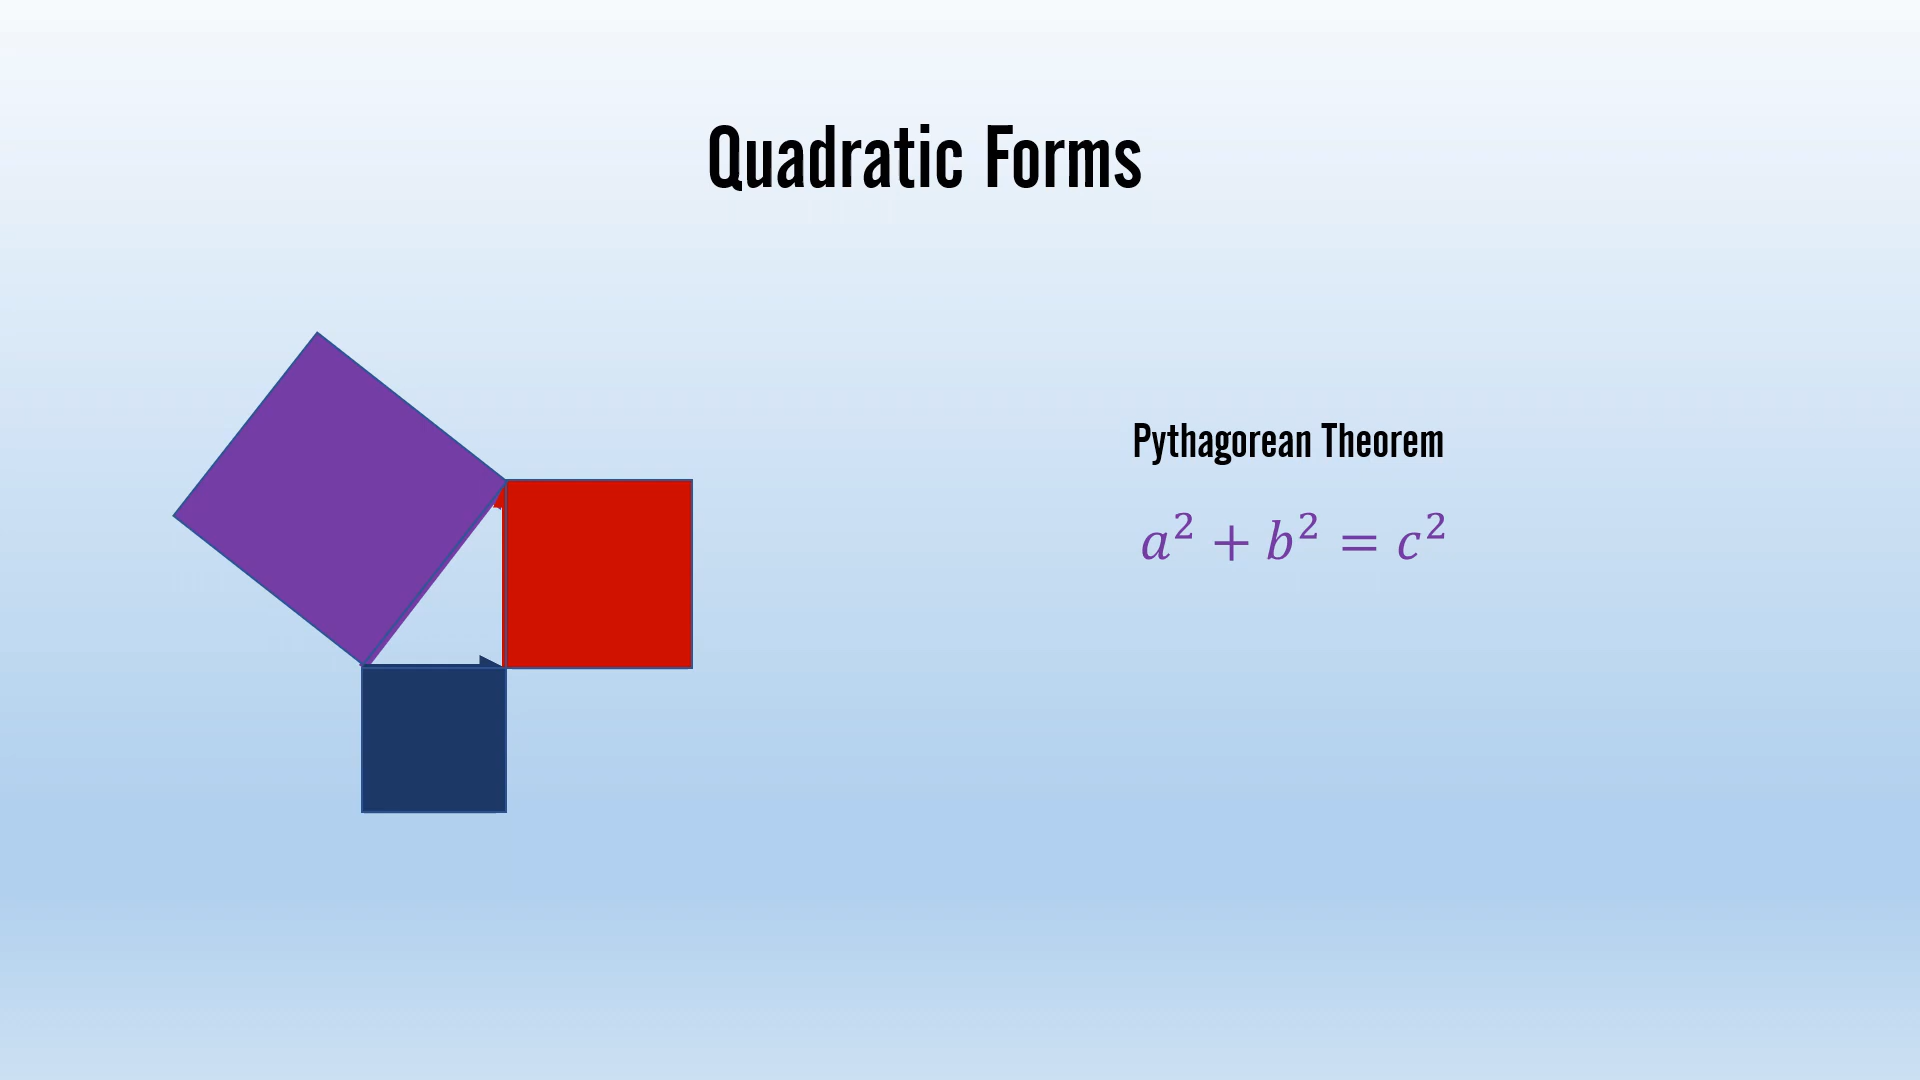 Quadratic Forms
Pythagorean Theorem
a² + b² = c²